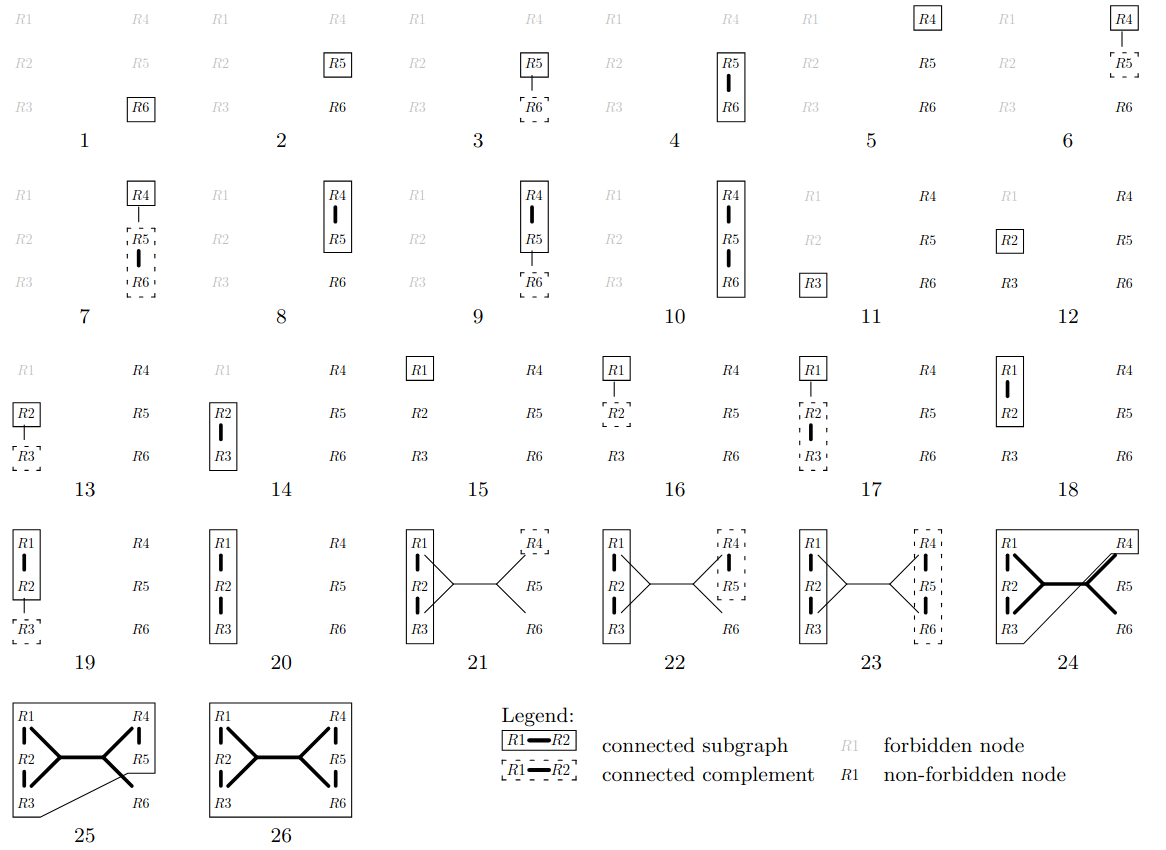 R1 R4 R1 R4 R1 R4 R1 R4 R1 R4 R1 R4
R2 R5 R2 R5 R2 R5 R2 R5 R2 R5 R2 R5
R3 R6 R3 R6 R3 R6 R3 R6 R3 R6 R3 R6
1 2 3 4 5 6
R1 R4 R1 R4 R1 R4 R1 R4 R1 R4 R1 R4
R2 R5 R2 R5 R2 R5 R2 R5 R2 R5 R2 R5
R3 R6 R3 R6 R3 R6 R3 R6 R3 R6 R3 R6
7 8 9 10 11 12
R1 R4 R1 R4 R1 R4 R1 R4 R1 R4 R1 R4
R2 R5 R2 R5 R2 R5 R2 R5 R2 R5 R2 R5
R3 R6 R3 R6 R3 R6 R3 R6 R3 R6 R3 R6
13 14 15 16 17 18
R1 R4 R1 R4 R1 R4 R1 R4 R1 R4 R1 R4
R2 R5 R2 R5 R2 R5 R2 R5 R2 R5 R2 R5
R3 R6 R3 R6 R3 R6 R3 R6 R3 R6 R3 R6
19 20 21 22 23 24
R1 R4 R1 R4
R2 R5 R2 R5
R3 R6 R3 R6
25 26
Legend:
R1 R2 connected subgraph R1 forbidden node
R1 R2 connected complement R1 non-forbidden node